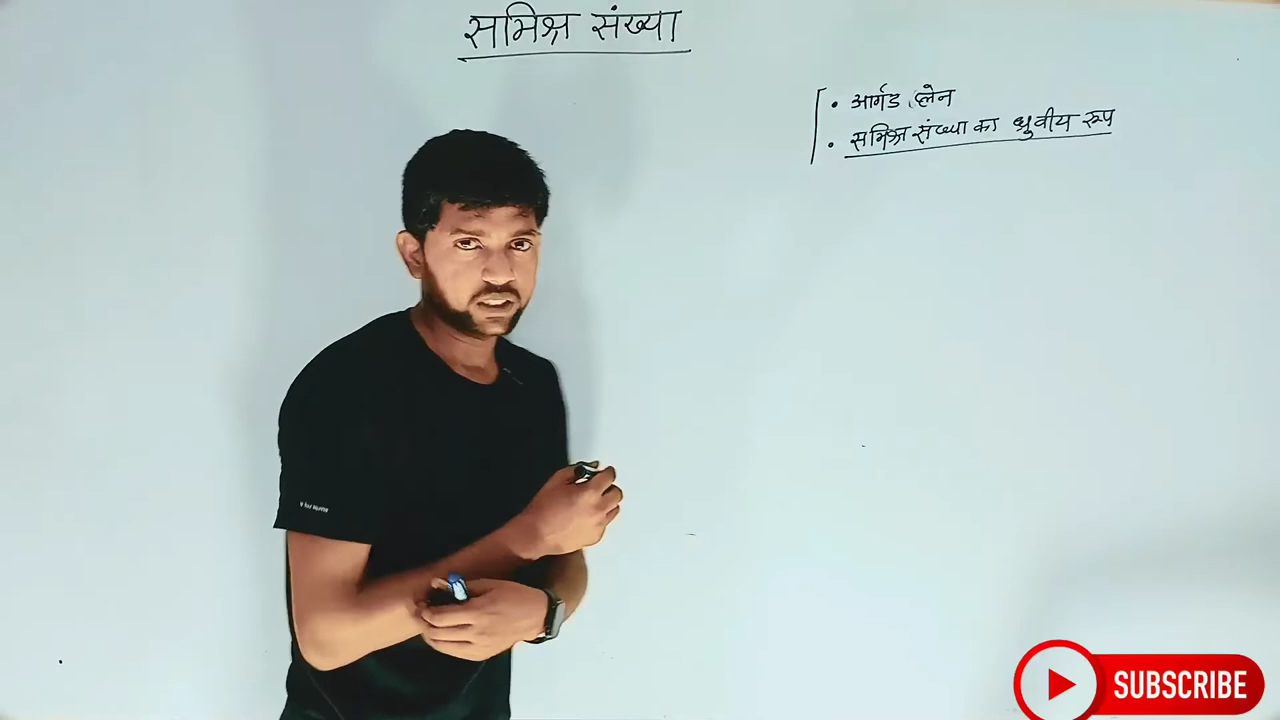 समिश्र संख्या
• आर्गंड प्लेन
• समिश्र संख्या का ध्रुवीय रूप
SUBSCRIBE